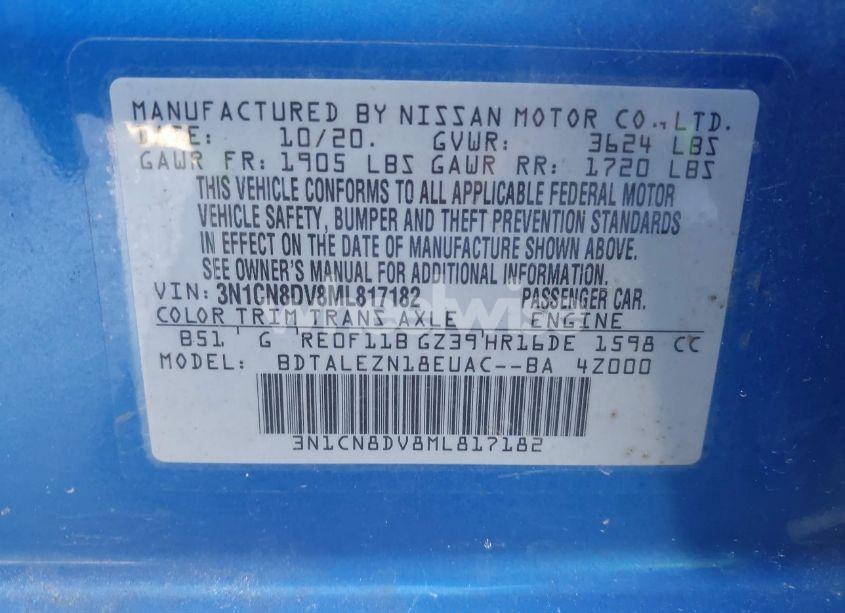 MANUFACTURED BY NISSAN MOTOR CO., LTD.
DATE: 10/20. GVWR: 3624 LBS
GAWR FR: 1905 LBS GAWR RR: 1720 LBS
THIS VEHICLE CONFORMS TO ALL APPLICABLE FEDERAL MOTOR
VEHICLE SAFETY, BUMPER AND THEFT PREVENTION STANDARDS
IN EFFECT ON THE DATE OF MANUFACTURE SHOWN ABOVE.
SEE OWNER'S MANUAL FOR ADDITIONAL INFORMATION.
VIN: 3N1CN8DV8ML817182 PASSENGER CAR.
COLOR TRIM TRANS AXLE ENGINE
B51 G RE0F11B GZ39 HR16DE 1598 CC
MODEL: BDTALEZN18EUAC--BA 4Z000
3N1CN8DV8ML817182
wheelwise